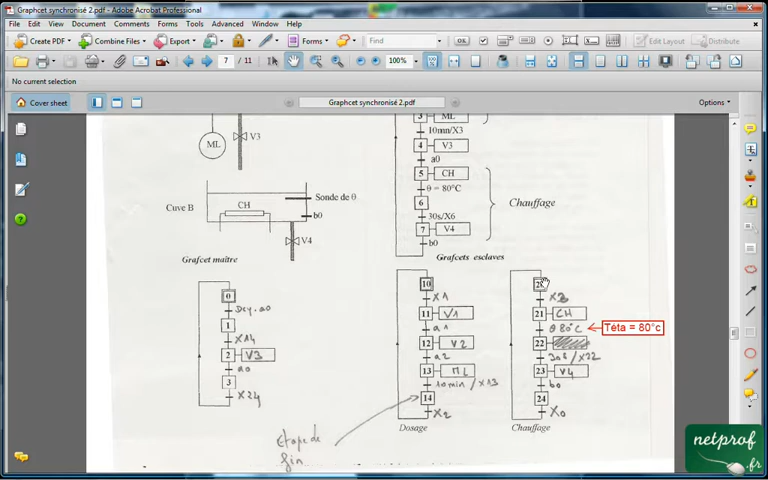 Graphcet synchronisé 2.pdf - Adobe Acrobat Professional
File Edit View Document Comments Forms Tools Advanced Window Help
Create PDF Combine Files Export Forms Find Edit Layout Distribute
7 / 11 100%
No current selection
Cover sheet Graphcet synchronisé 2.pdf Options
3 ML
10mn/X3
ML V3
4 V3
a0
5 CH
θ = 80°C
6
30s/X6
7 V4
b0
Chauffage
Cuve B CH Sonde de θ
b0
V4
Grafcet maître
0
Dcy.a0
1
X14
2 V3
a0
3
X24
Grafcets esclaves
10
X1
11 V1
a1
12 V2
a2
13 ML
10min/X13
14
X2
Dosage
X3
21 CH
θ 80°C Téta = 80°c
22
30s/X22
23 V4
b0
24
X0
Chauffage
étape de
fin
netprof
.fr